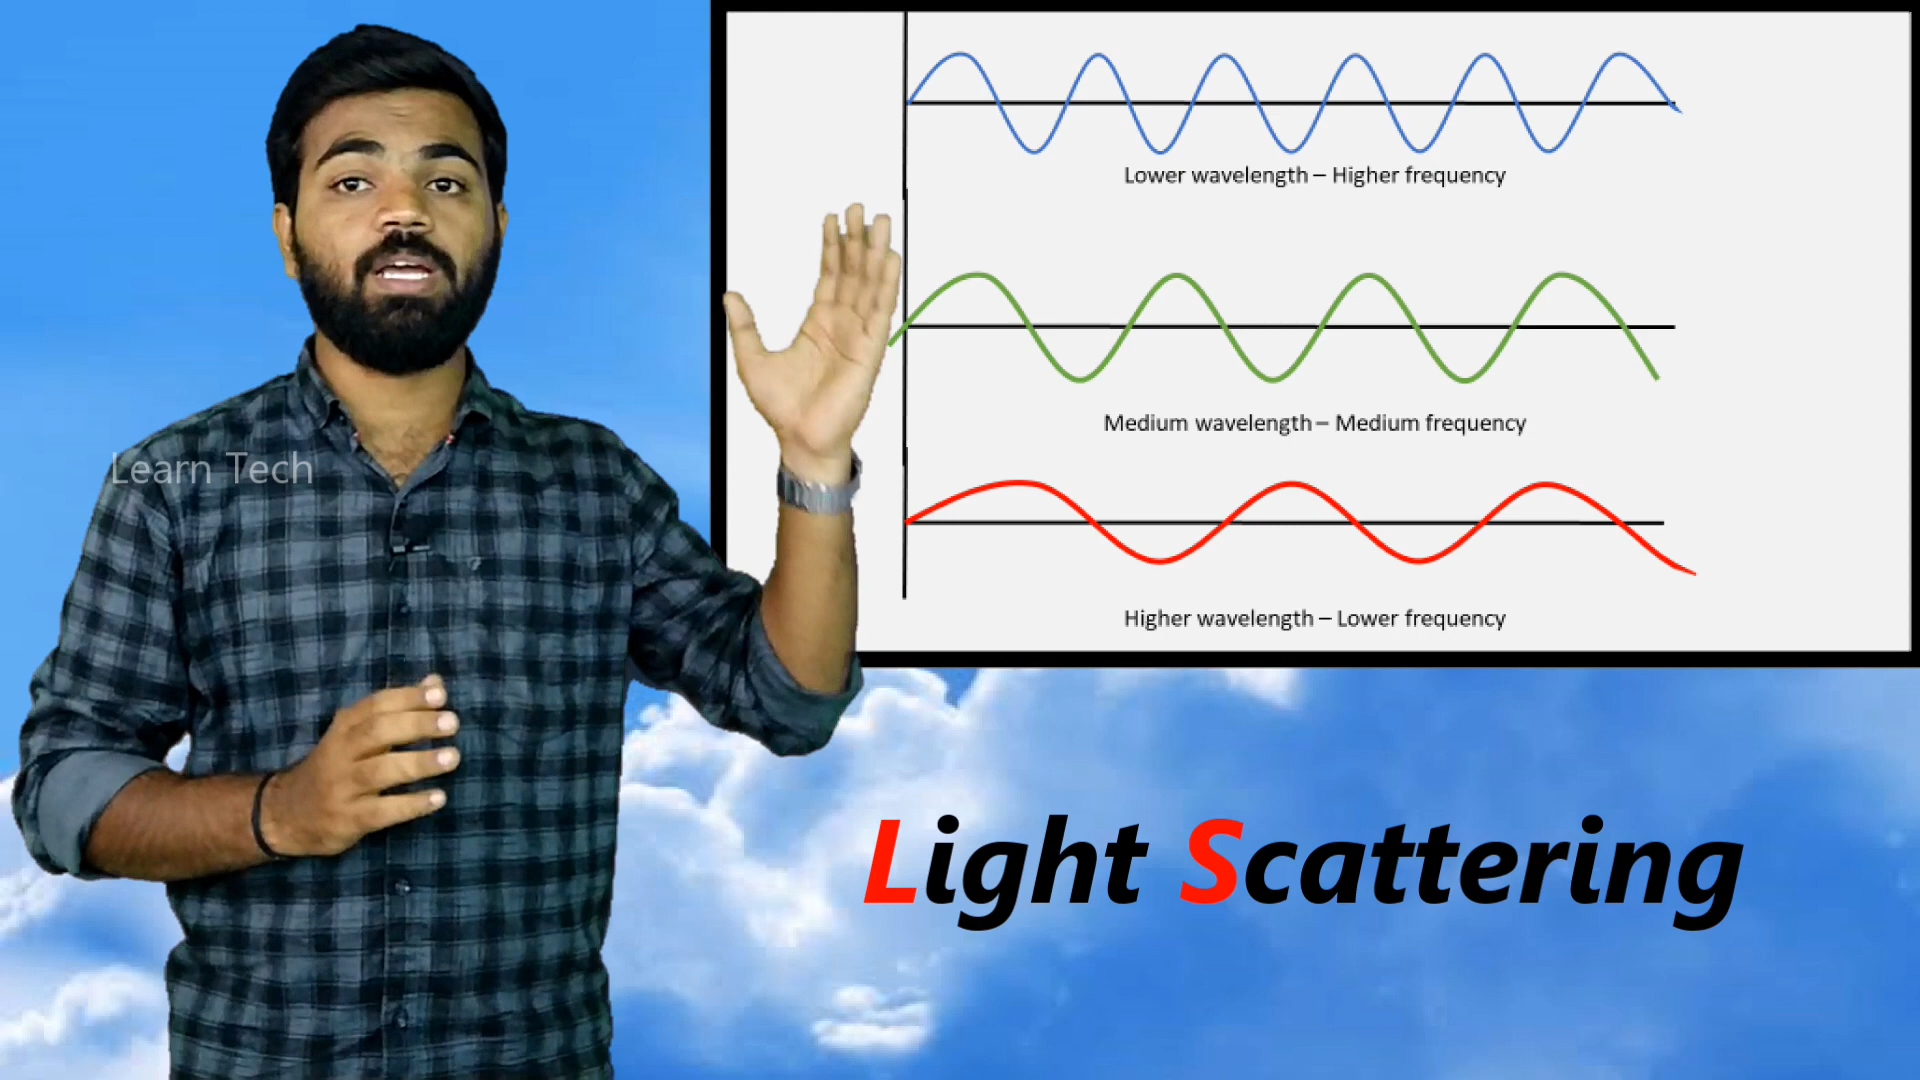 Lower wavelength – Higher frequency
Medium wavelength – Medium frequency
Learn Tech
Higher wavelength – Lower frequency
Light Scattering